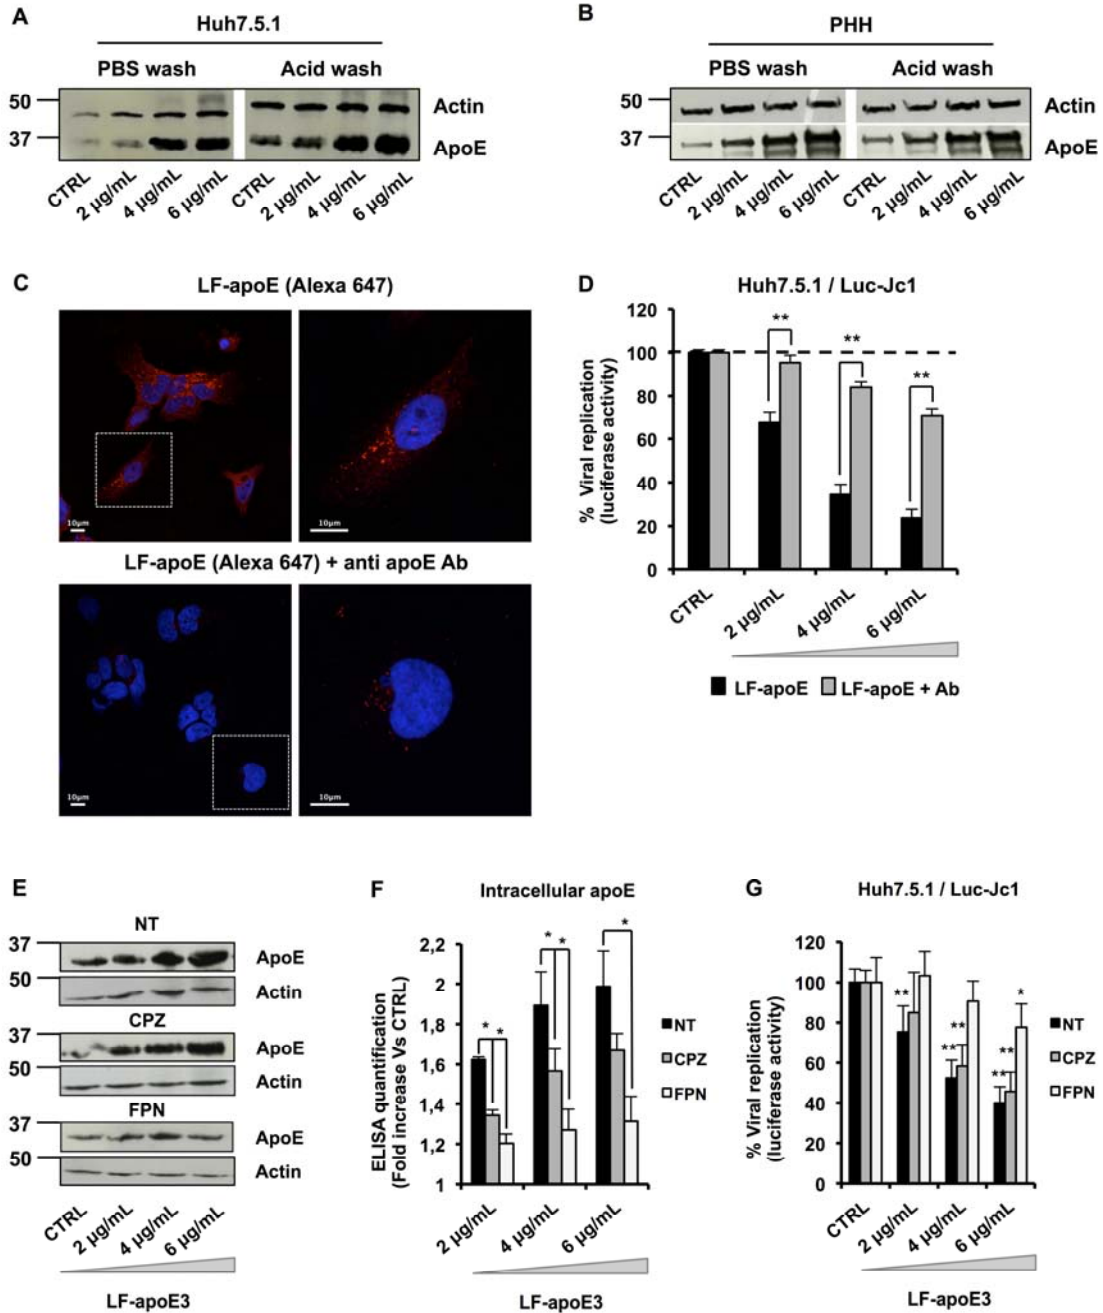 A
Huh7.5.1
PBS wash Acid wash
50
Actin
37
ApoE
CTRL 2 µg/mL 4 µg/mL 6 µg/mL CTRL 2 µg/mL 4 µg/mL 6 µg/mL
B
PHH
PBS wash Acid wash
50
Actin
37
ApoE
CTRL 2 µg/mL 4 µg/mL 6 µg/mL CTRL 2 µg/mL 4 µg/mL 6 µg/mL
C
LF-apoE (Alexa 647)
10µm 10µm
LF-apoE (Alexa 647) + anti apoE Ab
10µm 10µm
D
Huh7.5.1 / Luc-Jc1
% Viral replication
(luciferase activity)
120
100
80
60
40
20
0
** ** **
CTRL 2 µg/mL 4 µg/mL 6 µg/mL
LF-apoE LF-apoE + Ab
E
NT
37
ApoE
50
Actin
CPZ
37
ApoE
50
Actin
FPN
37
ApoE
50
Actin
CTRL 2 µg/mL 4 µg/mL 6 µg/mL
LF-apoE3
F
Intracellular apoE
ELISA quantification
(Fold increase Vs CTRL)
2,2
2
1,8
1,6
1,4
1,2
1
* * * * *
NT
CPZ
FPN
2 µg/mL 4 µg/mL 6 µg/mL
LF-apoE3
G
Huh7.5.1 / Luc-Jc1
% Viral replication
(luciferase activity)
120
100
80
60
40
20
0
** ** ** ** ** *
NT
CPZ
FPN
CTRL 2 µg/mL 4 µg/mL 6 µg/mL
LF-apoE3